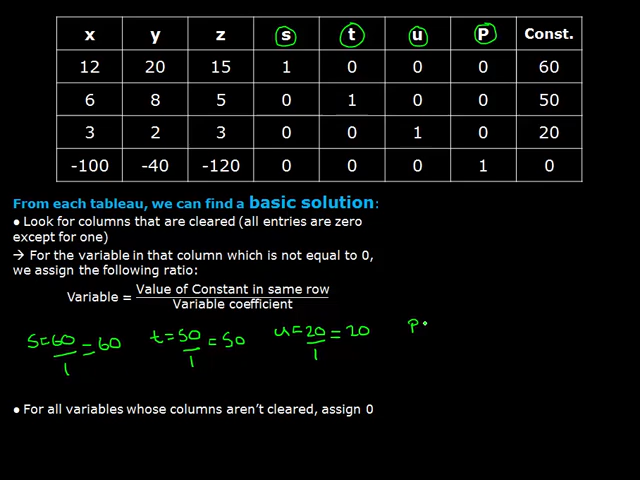 x y z s t u P Const.
12 20 15 1 0 0 0 60
6 8 5 0 1 0 0 50
3 2 3 0 0 1 0 20
-100 -40 -120 0 0 0 1 0
From each tableau, we can find a basic solution:
● Look for columns that are cleared (all entries are zero
except for one)
→ For the variable in that column which is not equal to 0,
we assign the following ratio:
Variable = Value of Constant in same row
Variable coefficient
s=60/1=60 t=50/1=50 u=20/1=20 P
● For all variables whose columns aren't cleared, assign 0